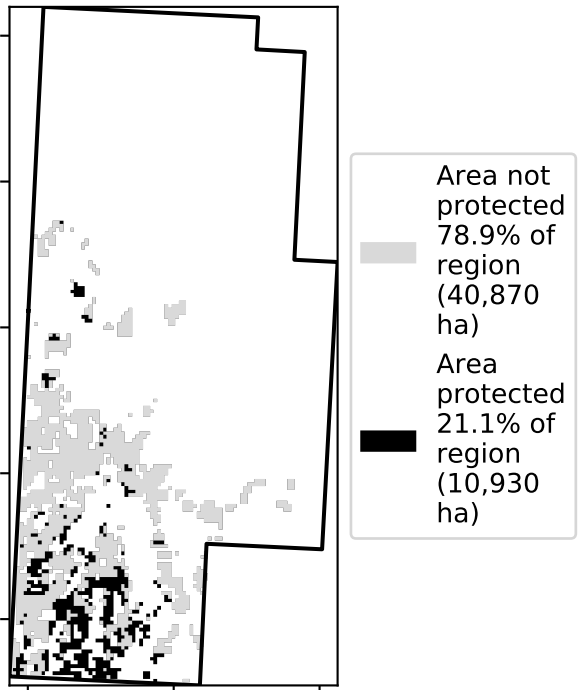 Area not
protected
78.9% of
region
(40,870
ha)
Area
protected
21.1% of
region
(10,930
ha)